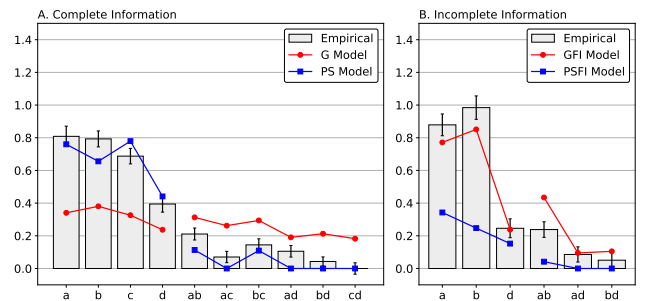 A. Complete Information
1.4
1.2
1.0
0.8
0.6
0.4
0.2
0.0
Empirical
G Model
PS Model
a b c d ab ac bc ad bd cd
B. Incomplete Information
1.4
1.2
1.0
0.8
0.6
0.4
0.2
0.0
Empirical
GFI Model
PSFI Model
a b d ab ad bd